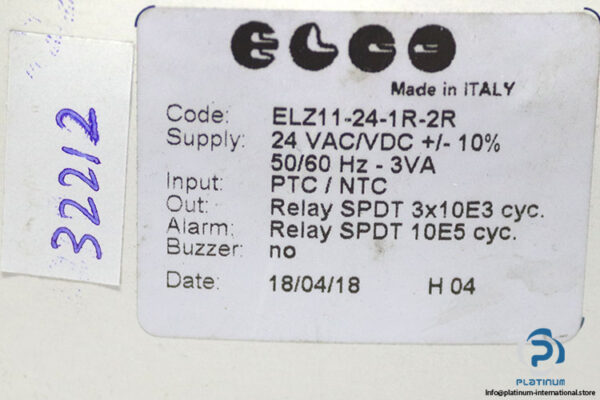 32212
ELCO
Made in ITALY
Code: ELZ11-24-1R-2R
Supply: 24 VAC/VDC +/- 10%
50/60 Hz - 3VA
Input: PTC / NTC
Out: Relay SPDT 3x10E3 cyc.
Alarm: Relay SPDT 10E5 cyc.
Buzzer: no
Date: 18/04/18 H 04
PLATINUM
Info@platinum-international.store